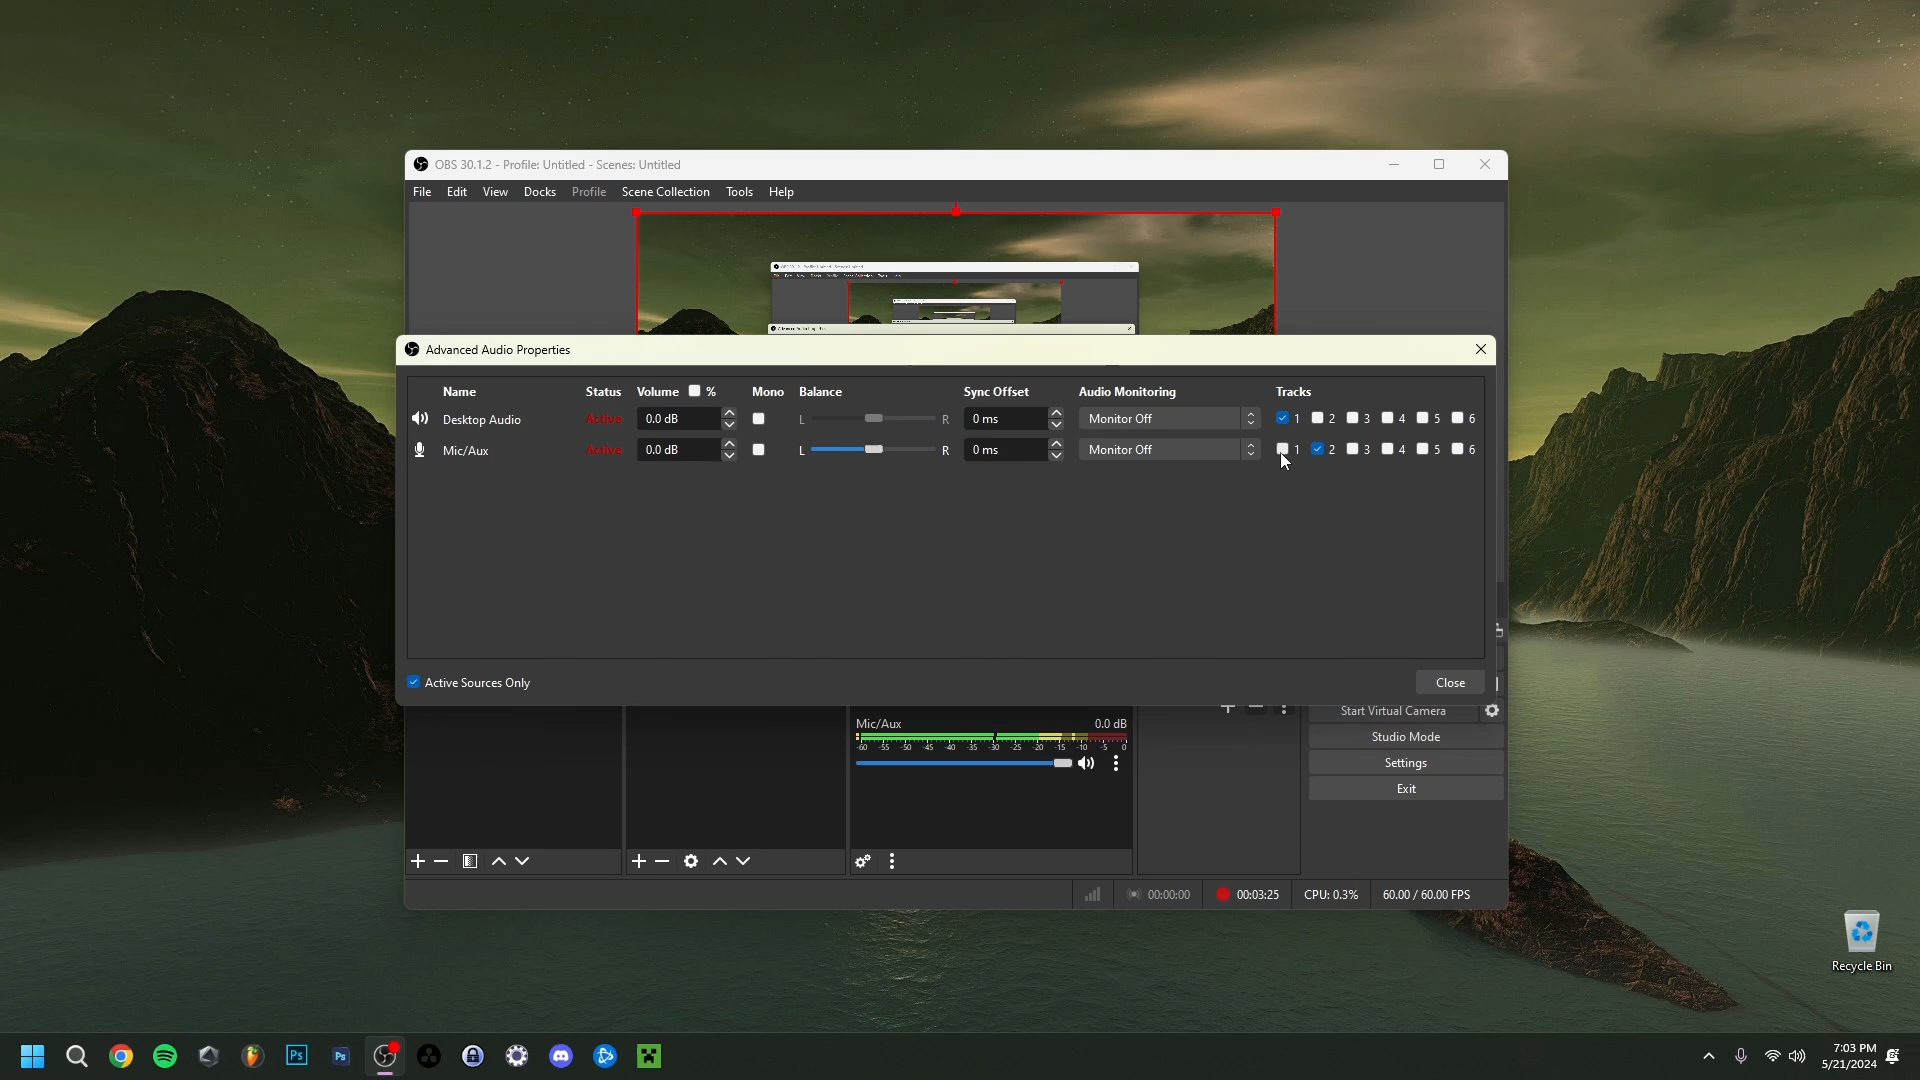 OBS 30.1.2 - Profile: Untitled - Scenes: Untitled
File Edit View Docks Profile Scene Collection Tools Help
Advanced Audio Properties
Name Status Volume % Mono Balance Sync Offset Audio Monitoring Tracks
Desktop Audio Active 0.0 dB L R 0 ms Monitor Off 1 2 3 4 5 6
Mic/Aux Active 0.0 dB L R 0 ms Monitor Off 1 2 3 4 5 6
Active Sources Only Close
Mic/Aux 0.0 dB
-60 -55 -50 -45 -40 -35 -30 -25 -20 -15 -10 -5 0
Start Virtual Camera
Studio Mode
Settings
Exit
00:00:00 00:03:25 CPU: 0.3% 60.00 / 60.00 FPS
Recycle Bin
Ps Ps
7:03 PM
5/21/2024